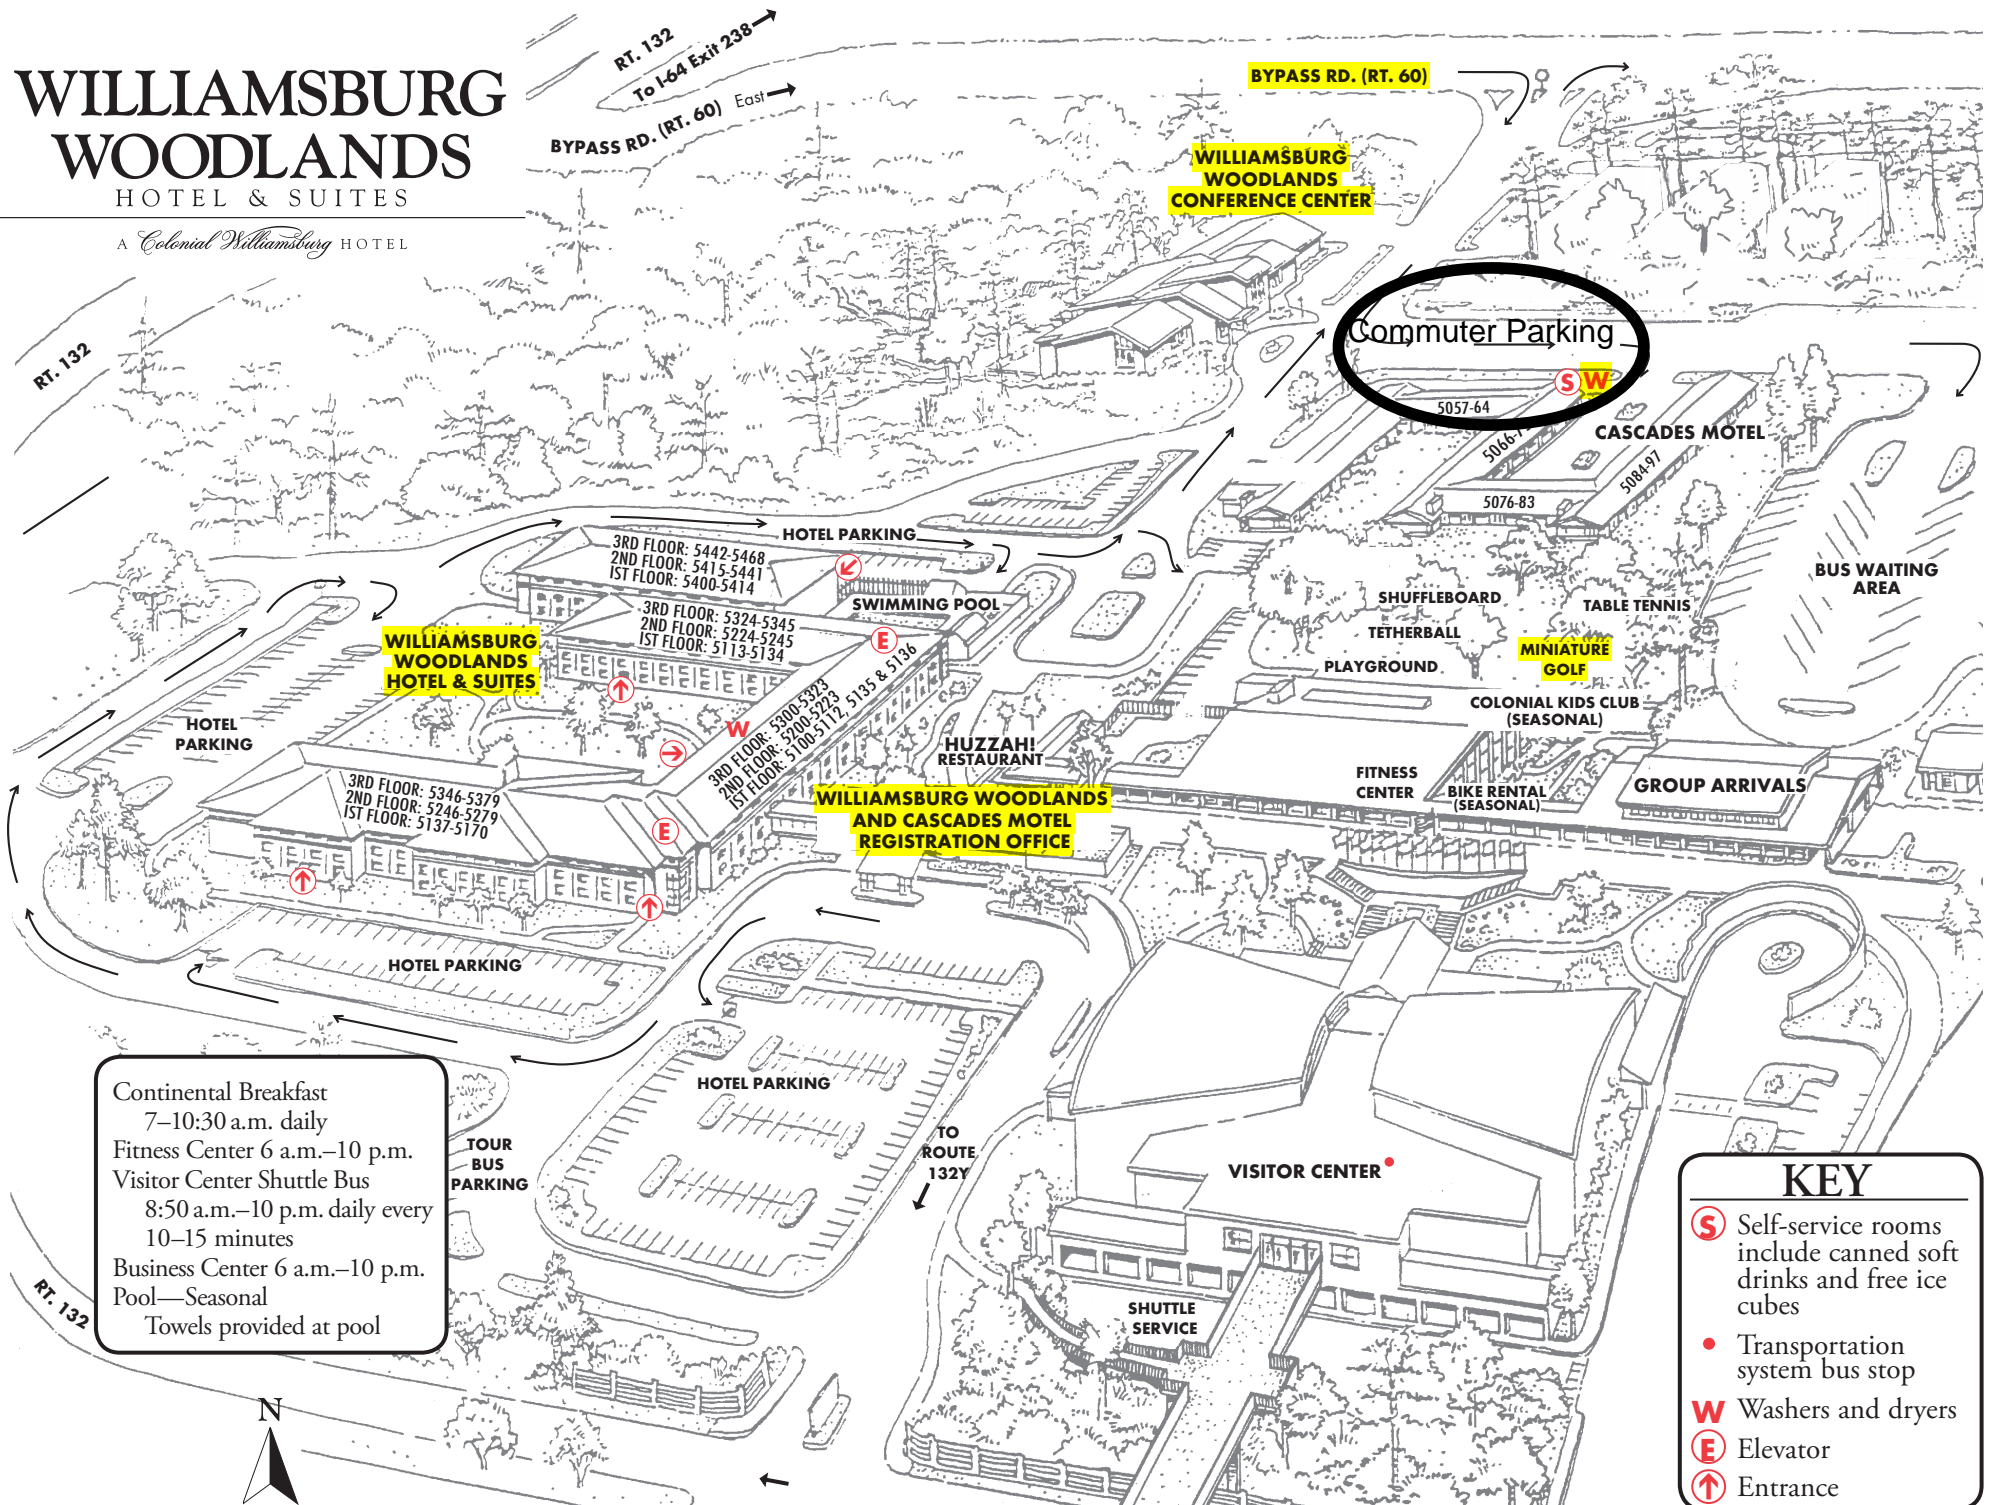 WILLIAMSBURG
WOODLANDS
HOTEL & SUITES
A Colonial Williamsburg HOTEL
RT. 132
To I-64 Exit 238
BYPASS RD. (RT. 60) East
BYPASS RD. (RT. 60)
WILLIAMSBURG
WOODLANDS
CONFERENCE CENTER
RT. 132
Commuter Parking
S W
5057-64
5066-7
CASCADES MOTEL
5084-97
5076-83
HOTEL PARKING
3RD FLOOR: 5442-5468
2ND FLOOR: 5415-5441
1ST FLOOR: 5400-5414
SWIMMING POOL
3RD FLOOR: 5324-5345
2ND FLOOR: 5224-5245
1ST FLOOR: 5113-5134
E
WILLIAMSBURG
WOODLANDS
HOTEL & SUITES
SHUFFLEBOARD
TABLE TENNIS
TETHERBALL
PLAYGROUND
MINIATURE
GOLF
BUS WAITING
AREA
HOTEL
PARKING
W
3RD FLOOR: 5300-5323
2ND FLOOR: 5200-5223
1ST FLOOR: 5100-5112, 5135 & 5136
COLONIAL KIDS CLUB
(SEASONAL)
HUZZAH!
RESTAURANT
FITNESS
CENTER
BIKE RENTAL
(SEASONAL)
GROUP ARRIVALS
3RD FLOOR: 5346-5379
2ND FLOOR: 5246-5279
1ST FLOOR: 5137-5170
E
WILLIAMSBURG WOODLANDS
AND CASCADES MOTEL
REGISTRATION OFFICE
HOTEL PARKING
HOTEL PARKING
TOUR
BUS
PARKING
TO
ROUTE
132Y
VISITOR CENTER
SHUTTLE
SERVICE
Continental Breakfast
7–10:30 a.m. daily
Fitness Center 6 a.m.–10 p.m.
Visitor Center Shuttle Bus
8:50 a.m.–10 p.m. daily every
10–15 minutes
Business Center 6 a.m.–10 p.m.
Pool—Seasonal
Towels provided at pool
RT. 132
N
KEY
S Self-service rooms
include canned soft
drinks and free ice
cubes
Transportation
system bus stop
W Washers and dryers
E Elevator
Entrance